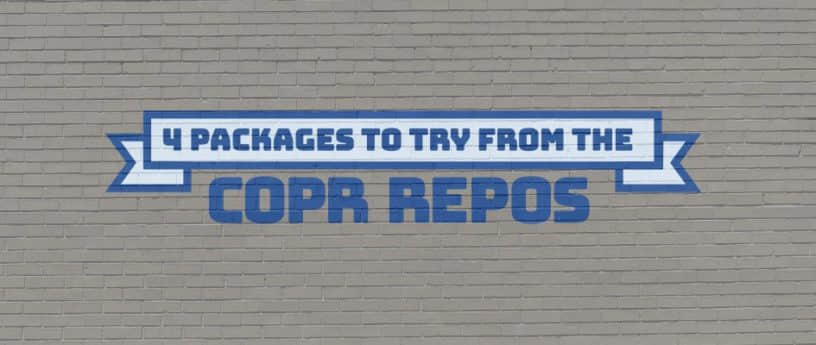 4 PACKAGES TO TRY FROM THE
COPR REPOS